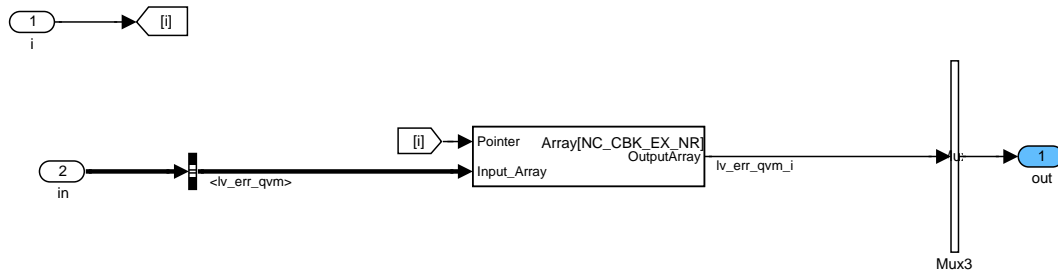 1
[i]
i
[i]
Pointer
Array[NC_CBK_EX_NR]
OutputArray
Input_Array
2
in
<lv_err_qvm>
lv_err_qvm_i
1
out
Mux3